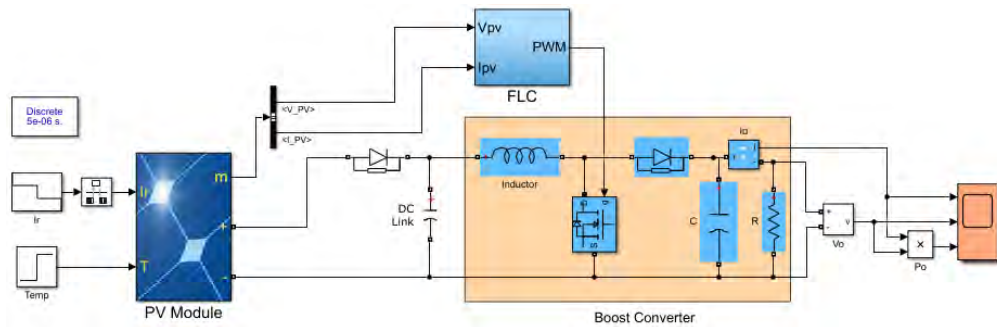 Discrete
5e-06 s.
Ir
Temp
Ir
T
m
+
-
PV Module
<V_PV>
<I_PV>
Vpv
Ipv
PWM
FLC
DC
Link
Inductor
g
D
S
C
R
Io
i
+
-
v
Vo
×
Po
Boost Converter